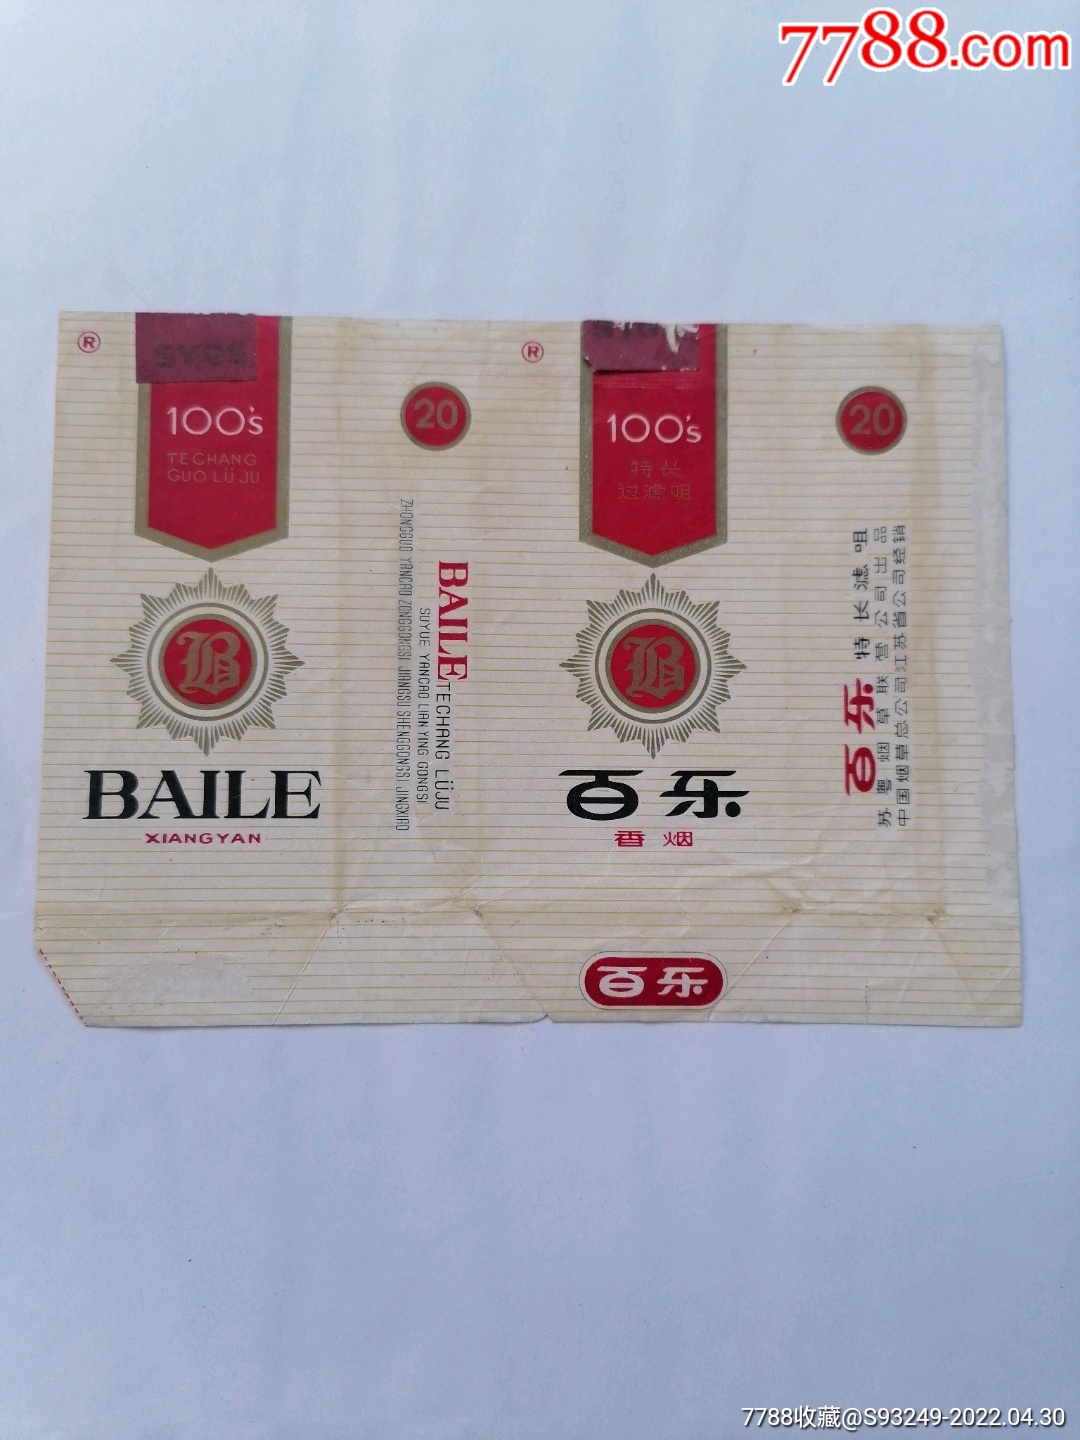 7788.com
®
SYDS
100's
TECHANG
GUO LÜ JU
B
BAILE
XIANGYAN
20
BAILE TECHANG LÜJU
SUYUE YANCAO LIANYING GONGSI
ZHONGGUO YANCAO ZONGGONGSI JIANGSU SHENGGONGSI JINGXIAO
®
100's
特长
过滤咀
B
百乐
香烟
百乐
20
百乐 特长滤咀
苏粤烟草联营公司出品
中国烟草总公司江苏省公司经销
7788收藏@S93249-2022.04.30